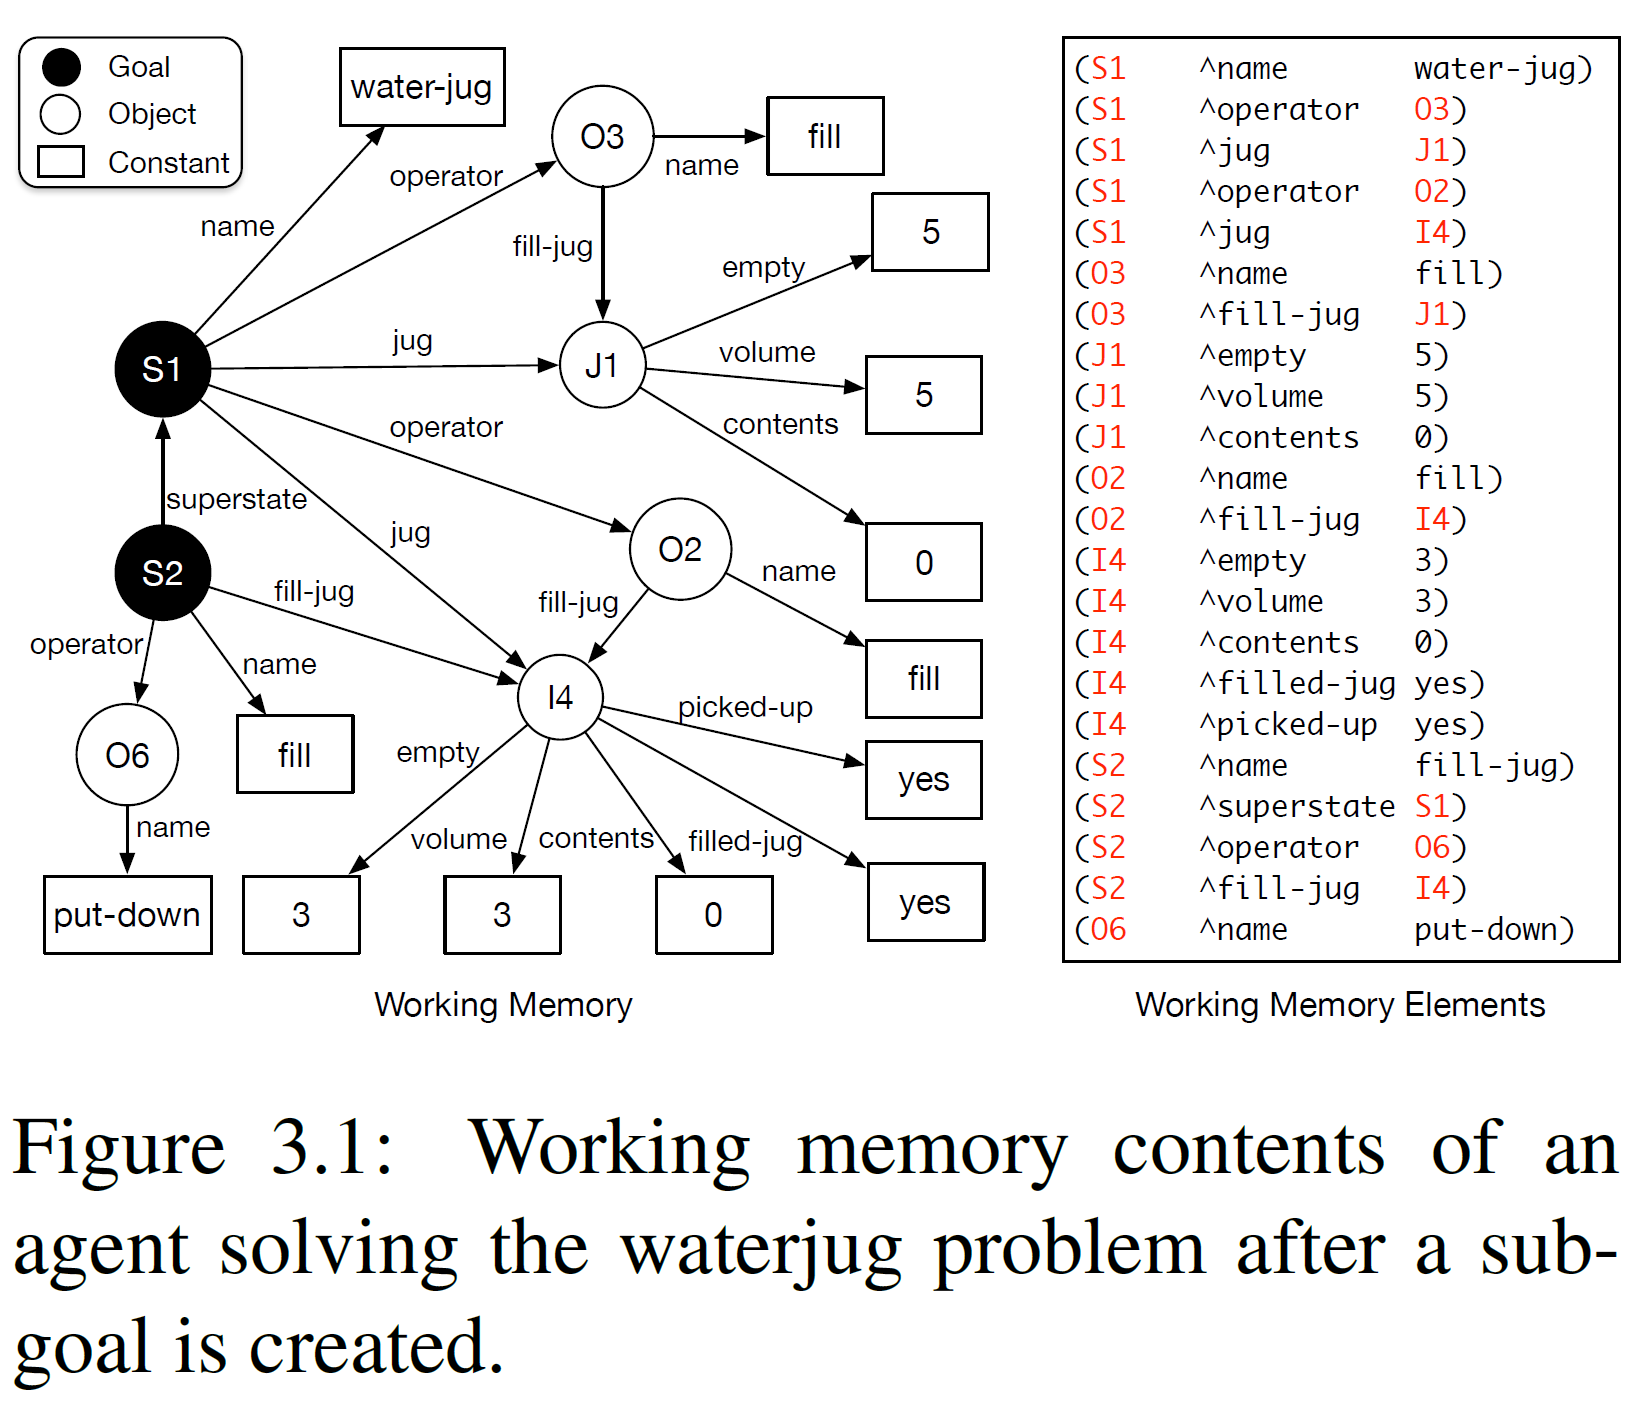 Goal
Object
Constant
water-jug
O3
fill
name
operator
name
fill-jug
5
empty
S1
jug
J1
volume
5
contents
operator
superstate
jug
O2
0
S2
fill-jug
fill-jug
name
operator
name
I4
fill
picked-up
O6
fill
empty
yes
name
volume
contents
filled-jug
put-down
3
3
0
yes
Working Memory
(S1 ^name water-jug)
(S1 ^operator O3)
(S1 ^jug J1)
(S1 ^operator O2)
(S1 ^jug I4)
(O3 ^name fill)
(O3 ^fill-jug J1)
(J1 ^empty 5)
(J1 ^volume 5)
(J1 ^contents 0)
(O2 ^name fill)
(O2 ^fill-jug I4)
(I4 ^empty 3)
(I4 ^volume 3)
(I4 ^contents 0)
(I4 ^filled-jug yes)
(I4 ^picked-up yes)
(S2 ^name fill-jug)
(S2 ^superstate S1)
(S2 ^operator O6)
(S2 ^fill-jug I4)
(O6 ^name put-down)
Working Memory Elements
Figure 3.1: Working memory contents of an
agent solving the waterjug problem after a sub-
goal is created.